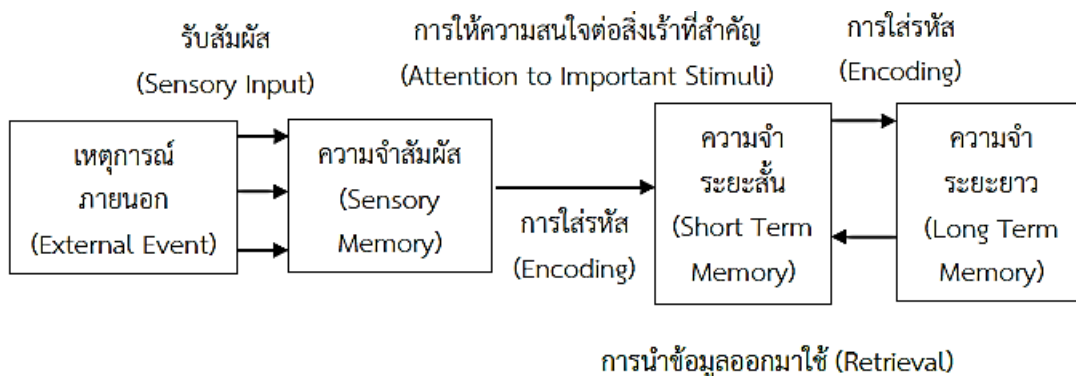 รับสัมผัส
(Sensory Input)
การให้ความสนใจต่อสิ่งเร้าที่สำคัญ
(Attention to Important Stimuli)
การใส่รหัส
(Encoding)
เหตุการณ์
ภายนอก
(External Event)
ความจำสัมผัส
(Sensory
Memory)
การใส่รหัส
(Encoding)
ความจำ
ระยะสั้น
(Short Term
Memory)
ความจำ
ระยะยาว
(Long Term
Memory)
การนำข้อมูลออกมาใช้ (Retrieval)